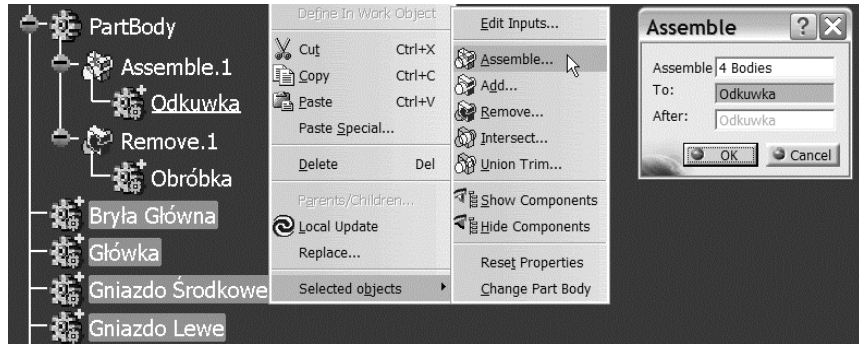 PartBody
Assemble.1
Odkuwka
Remove.1
Obróbka
Bryła Główna
Główka
Gniazdo Środkowe
Gniazdo Lewe
Define In Work Object
Cut Ctrl+X
Copy Ctrl+C
Paste Ctrl+V
Paste Special...
Delete Del
Parents/Children...
Local Update
Replace...
Selected objects
Edit Inputs...
Assemble...
Add...
Remove...
Intersect...
Union Trim...
Show Components
Hide Components
Reset Properties
Change Part Body
Assemble
Assemble 4 Bodies
To: Odkuwka
After: Odkuwka
OK Cancel